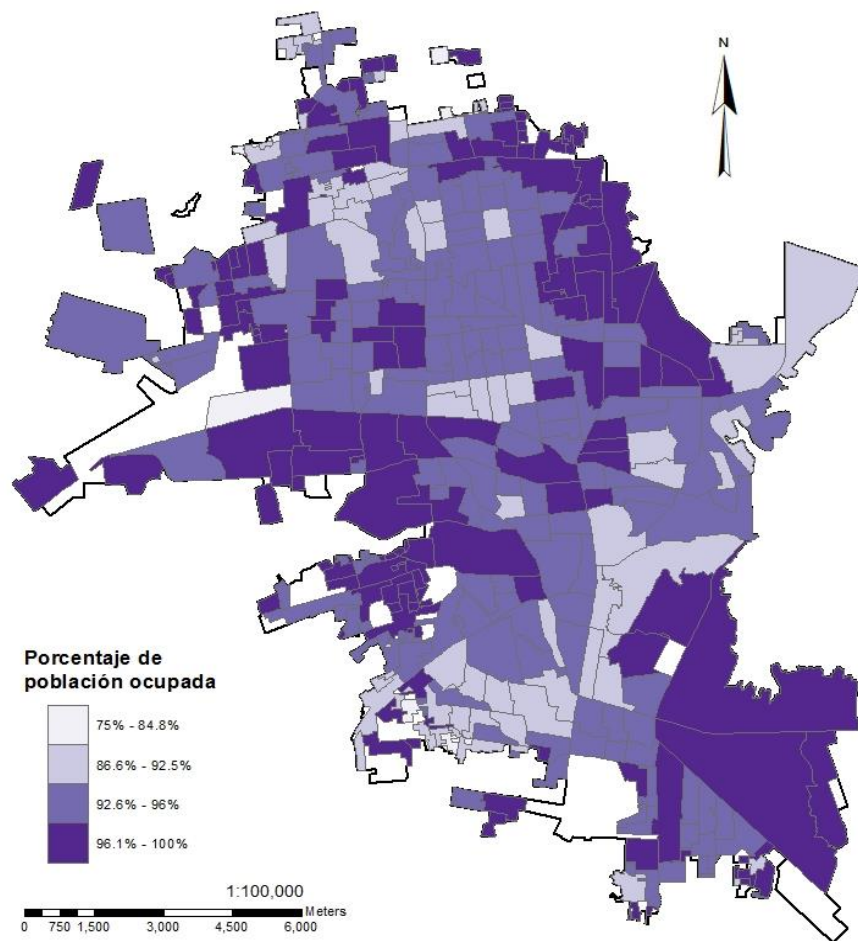 N
Porcentaje de
población ocupada
75% - 84.8%
86.6% - 92.5%
92.6% - 96%
96.1% - 100%
1:100,000
Meters
0 750 1,500 3,000 4,500 6,000